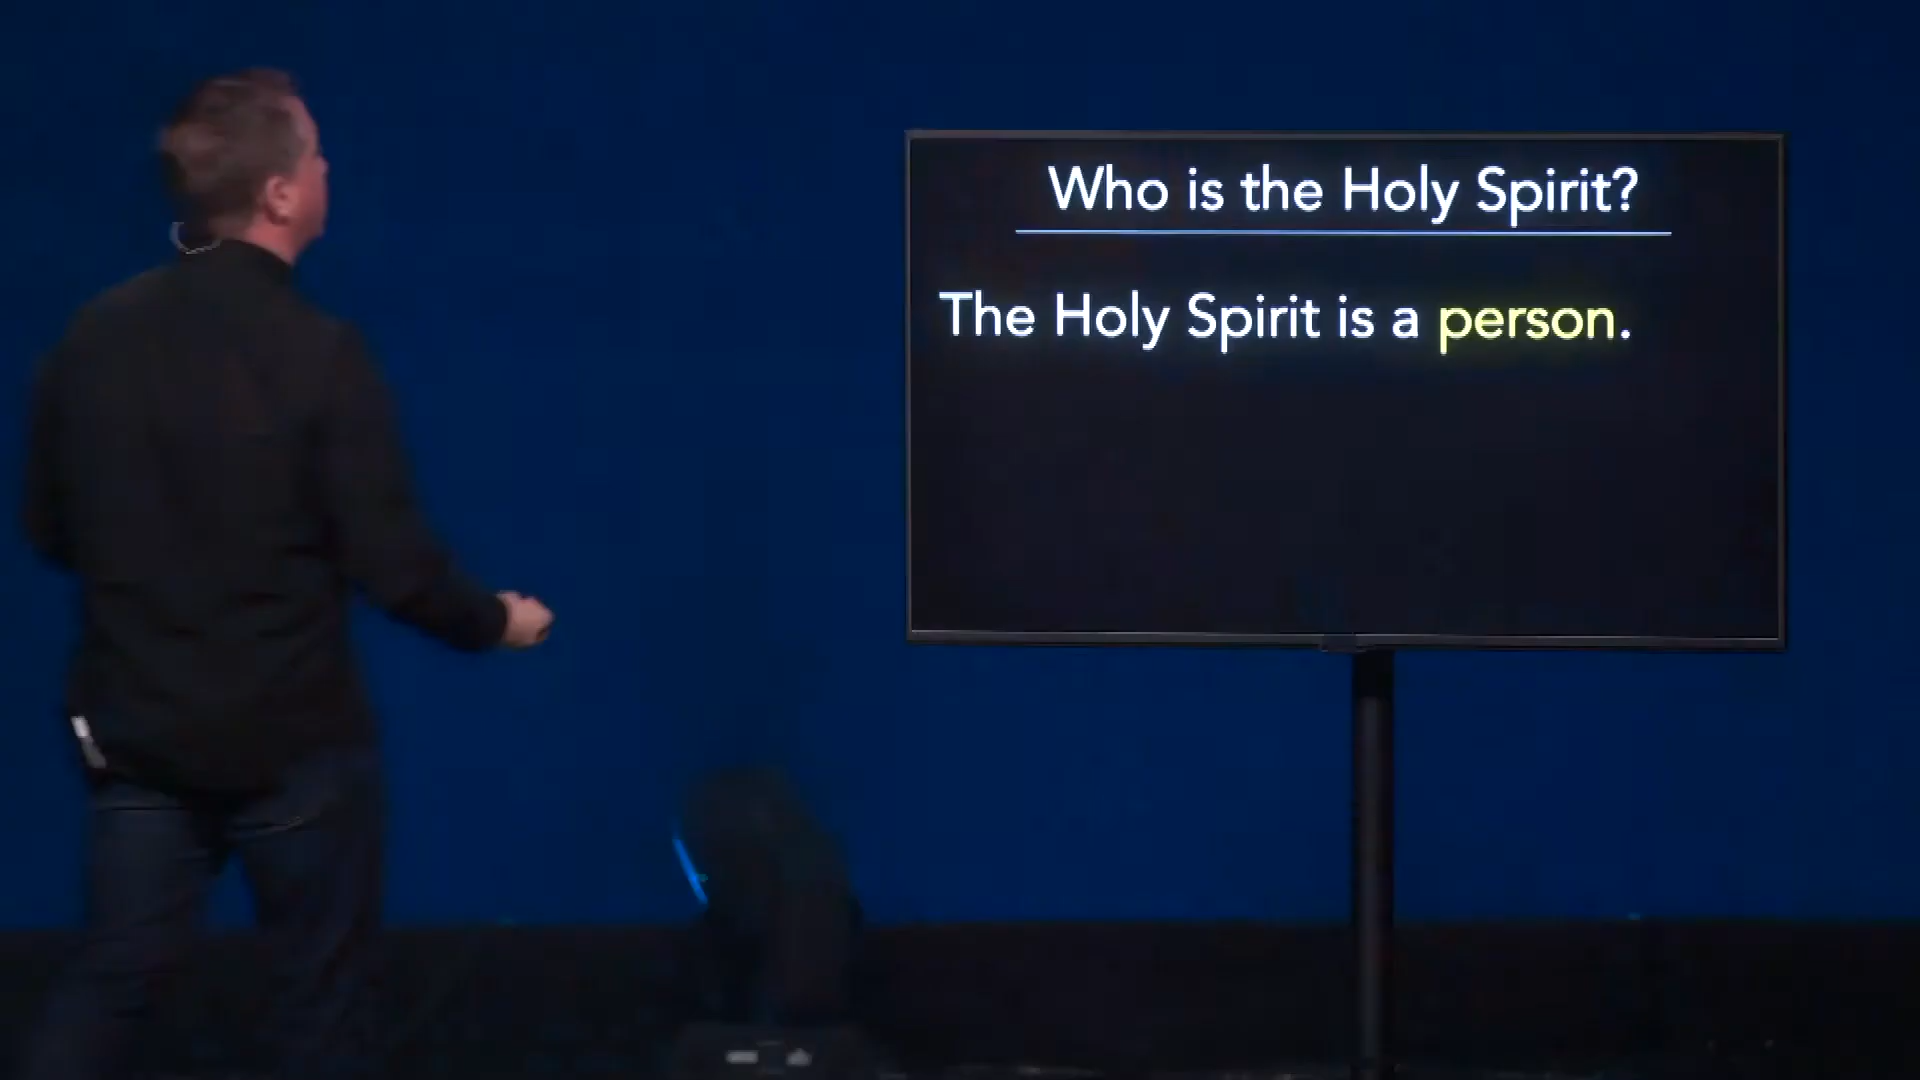 Who is the Holy Spirit?
The Holy Spirit is a person.